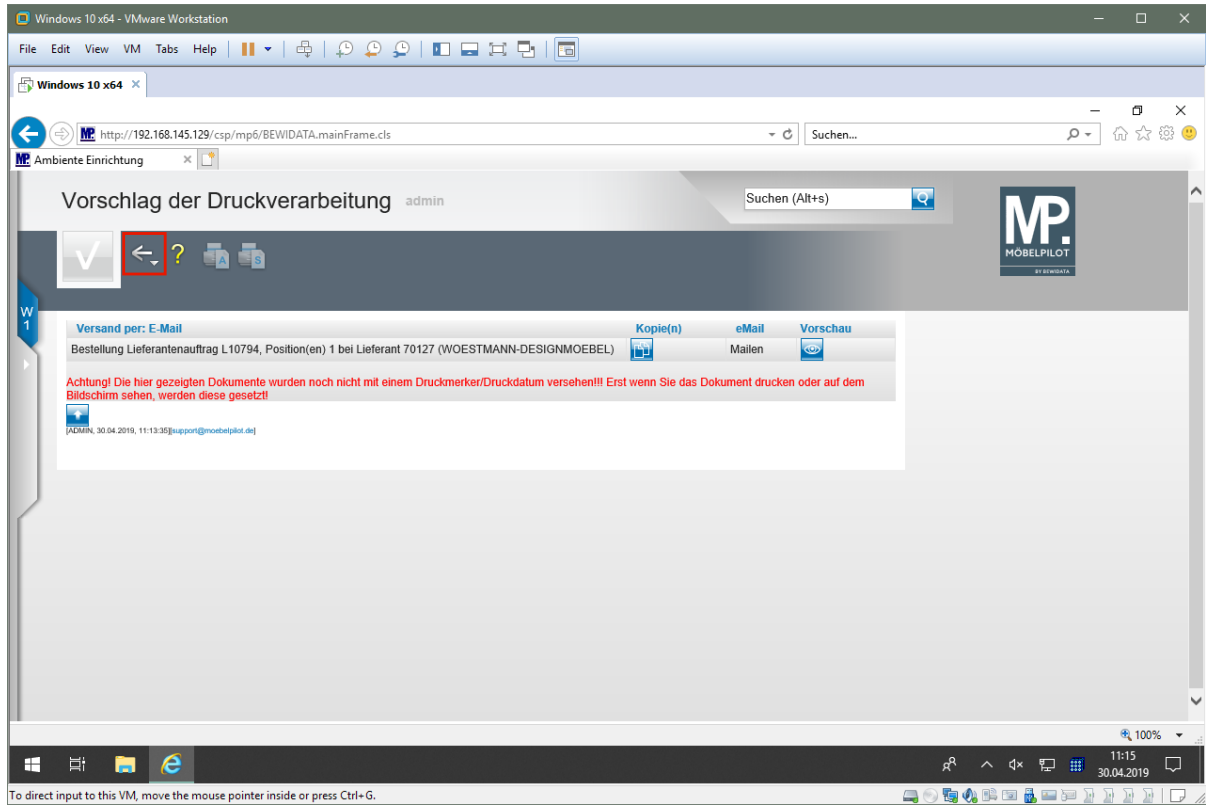 Windows 10 x64 - VMware Workstation
File Edit View VM Tabs Help
Windows 10 x64
http://192.168.145.129/csp/mp6/BEWIDATA.mainFrame.cls
Suchen...
MP. Ambiente Einrichtung
Vorschlag der Druckverarbeitung admin
Suchen (Alt+s)
MP.
MÖBELPILOT
BY BEWIDATA
? A S
W
1
Versand per: E-Mail Kopie(n) eMail Vorschau
Bestellung Lieferantenauftrag L10794, Position(en) 1 bei Lieferant 70127 (WOESTMANN-DESIGNMOEBEL) Mailen
Achtung! Die hier gezeigten Dokumente wurden noch nicht mit einem Druckmerker/Druckdatum versehen!!! Erst wenn Sie das Dokument drucken oder auf dem
Bildschirm sehen, werden diese gesetzt!
[ADMIN, 30.04.2019, 11:13:35][support@moebelpilot.de]
100%
11:15
30.04.2019
To direct input to this VM, move the mouse pointer inside or press Ctrl+G.